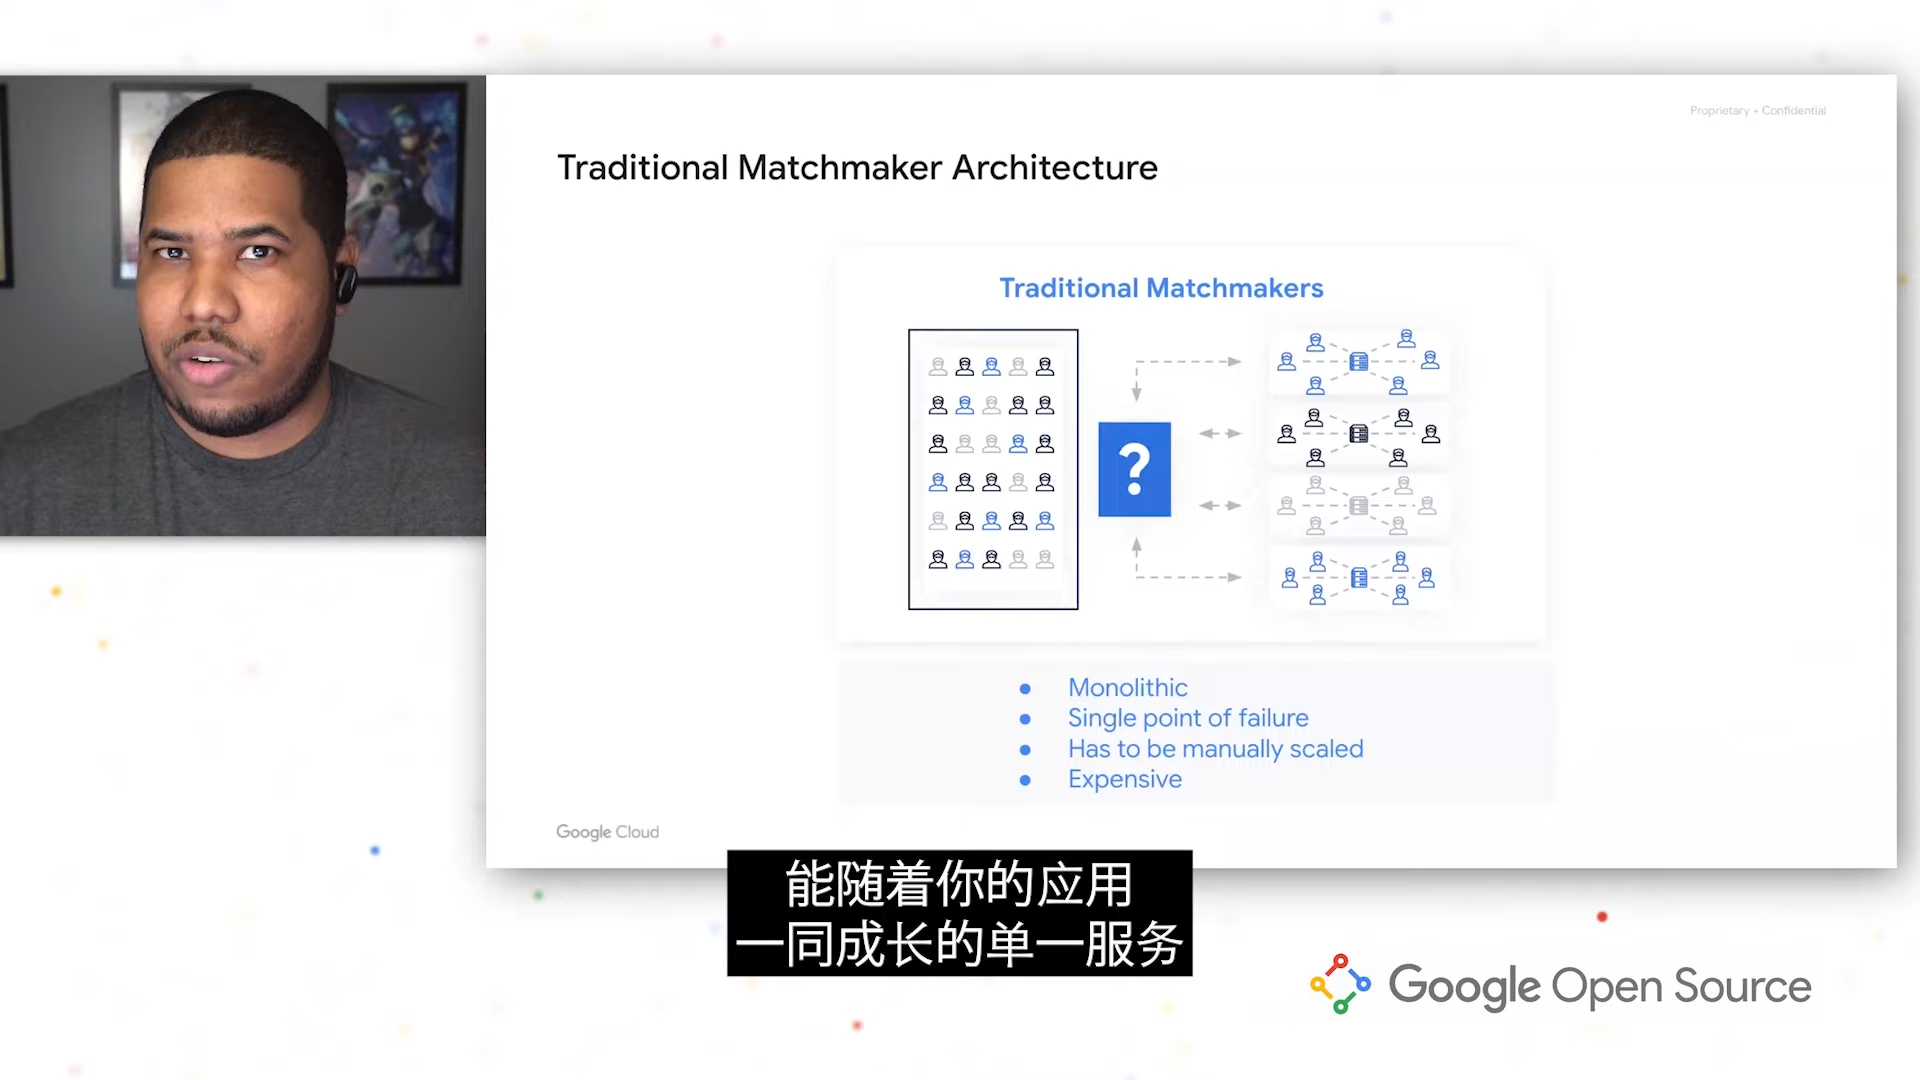 Proprietary + Confidential
Traditional Matchmaker Architecture
Traditional Matchmakers
?
Monolithic
Single point of failure
Has to be manually scaled
Expensive
Google Cloud
能随着你的应用
一同成长的单一服务
Google Open Source